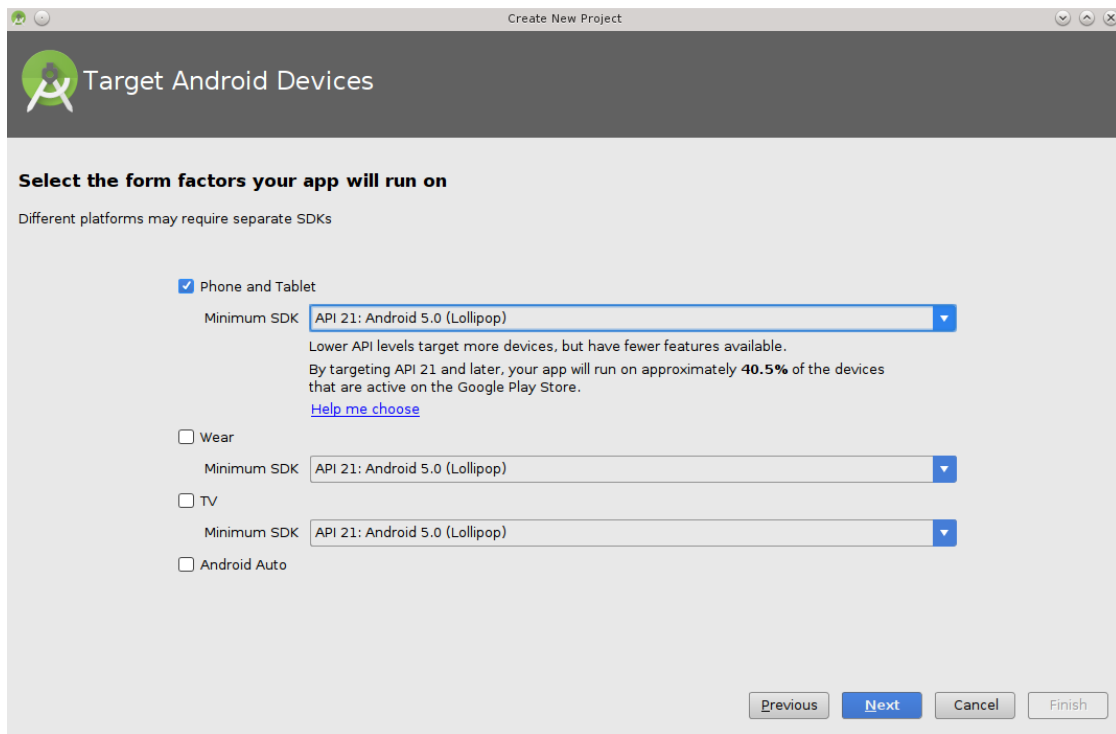 Create New Project
Target Android Devices
Select the form factors your app will run on
Different platforms may require separate SDKs
Phone and Tablet
Minimum SDK API 21: Android 5.0 (Lollipop)
Lower API levels target more devices, but have fewer features available.
By targeting API 21 and later, your app will run on approximately 40.5% of the devices
that are active on the Google Play Store.
Help me choose
Wear
Minimum SDK API 21: Android 5.0 (Lollipop)
TV
Minimum SDK API 21: Android 5.0 (Lollipop)
Android Auto
Previous Next Cancel Finish